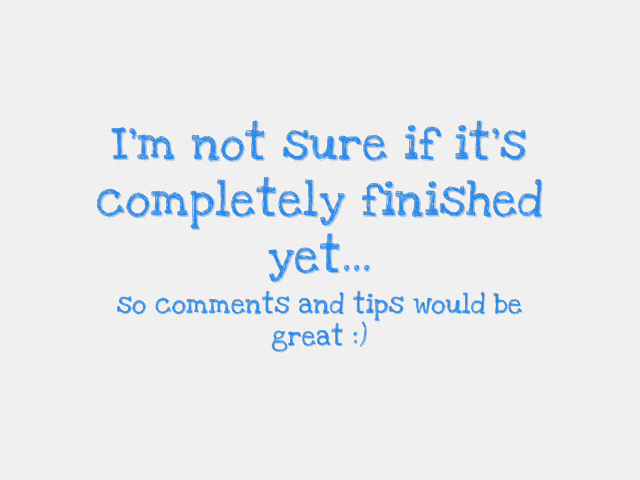 I'm not sure if it's
completely finished
yet...
so comments and tips would be
great :)